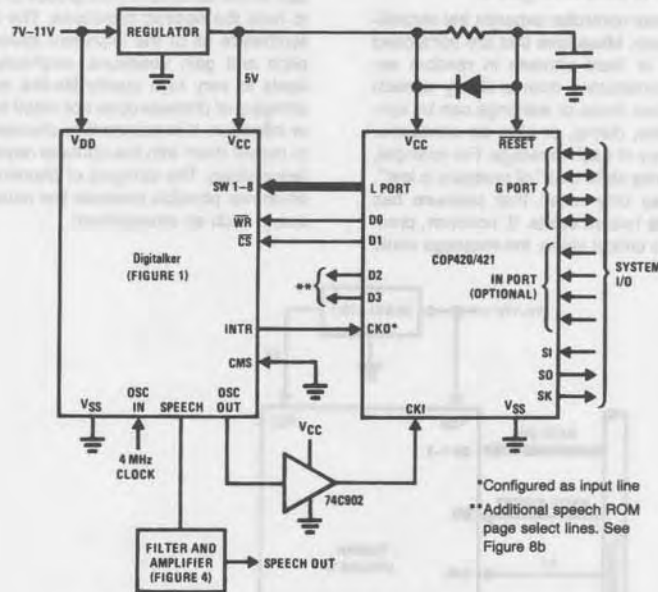 7V–11V
REGULATOR
5V
VDD
VCC
VCC
RESET
SW 1–8
L PORT
G PORT
WR
D0
CS
D1
Digitalker
(FIGURE 1)
COP420/421
D2
**
D3
IN PORT
(OPTIONAL)
SYSTEM
I/O
INTR
CKO*
CMS
SI
SO
SK
VSS
OSC
IN
SPEECH
OSC
OUT
CKI
VSS
4 MHz
CLOCK
VCC
74C902
*Configured as input line
**Additional speech ROM
page select lines. See
Figure 8b
FILTER AND
AMPLIFIER
(FIGURE 4)
SPEECH OUT